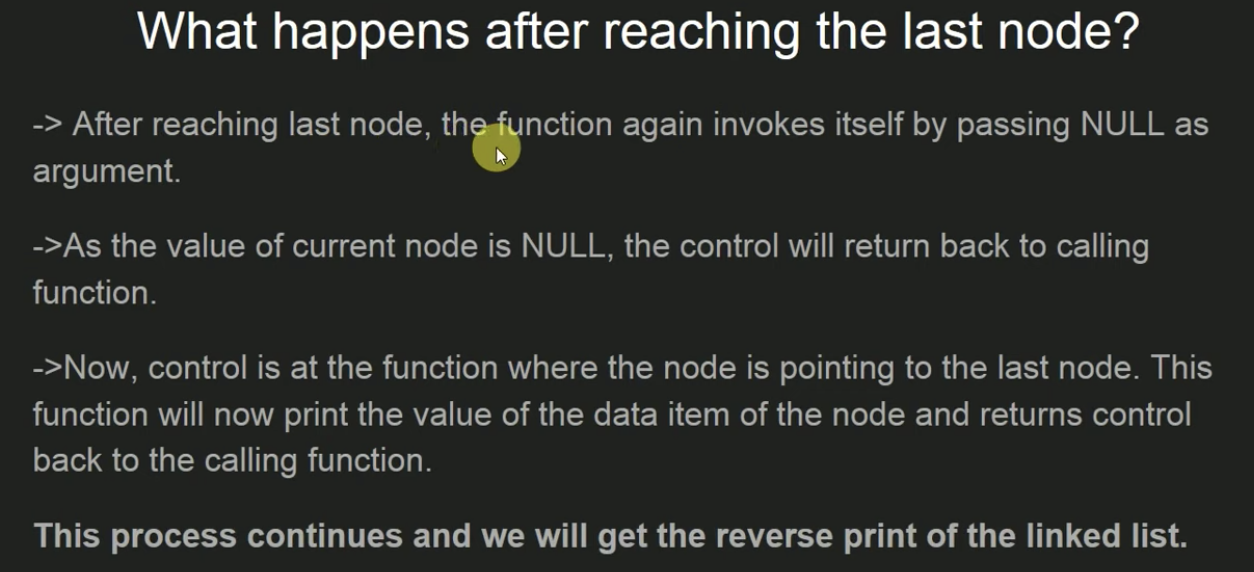 What happens after reaching the last node?
-> After reaching last node, the function again invokes itself by passing NULL as
argument.
->As the value of current node is NULL, the control will return back to calling
function.
->Now, control is at the function where the node is pointing to the last node. This
function will now print the value of the data item of the node and returns control
back to the calling function.
This process continues and we will get the reverse print of the linked list.